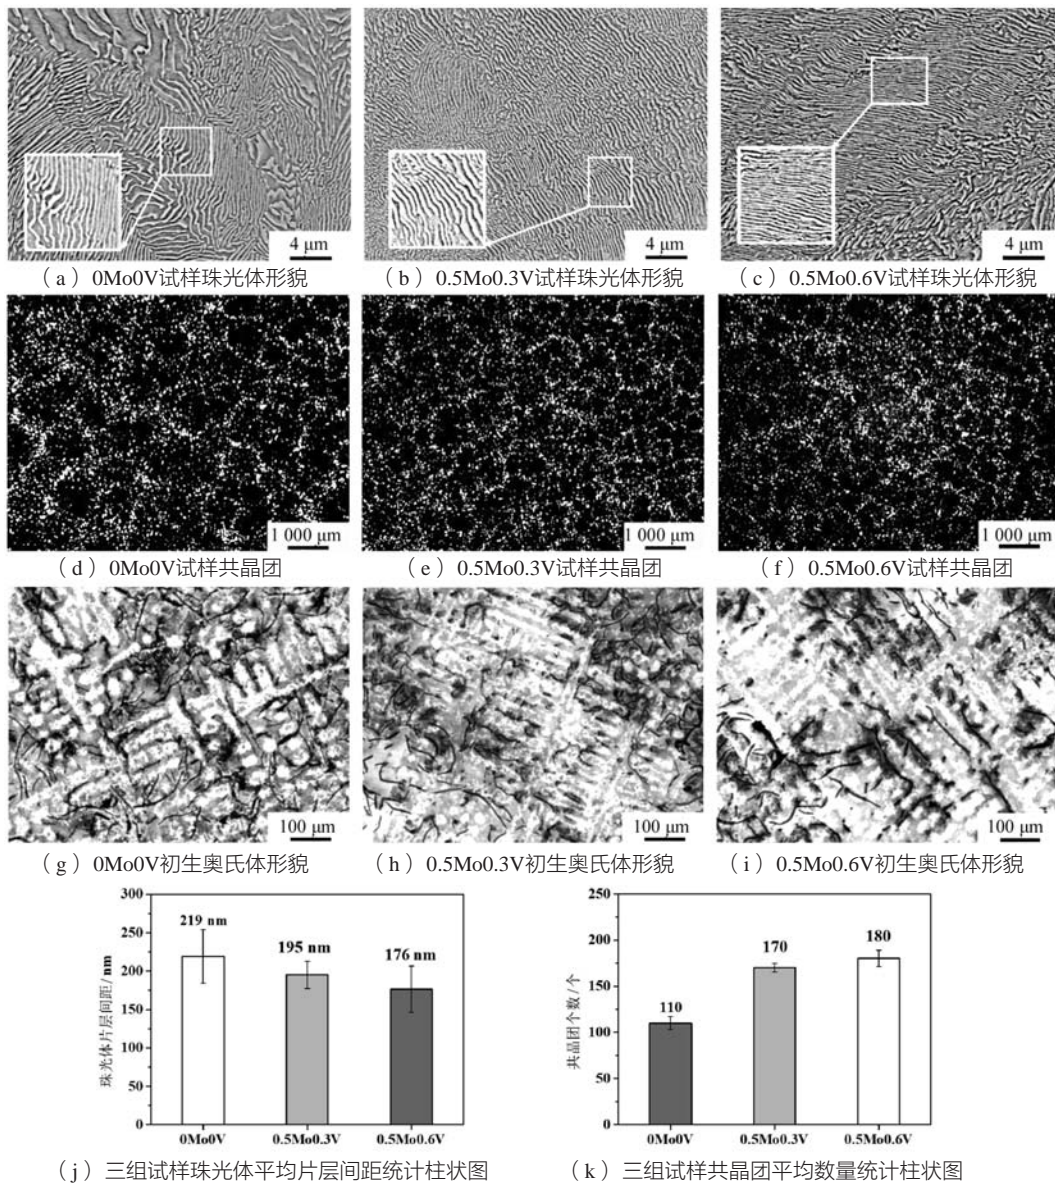 4 μm 4 μm 4 μm
（a）0Mo0V试样珠光体形貌 （b）0.5Mo0.3V试样珠光体形貌 （c）0.5Mo0.6V试样珠光体形貌
1 000 μm 1 000 μm 1 000 μm
（d）0Mo0V试样共晶团 （e）0.5Mo0.3V试样共晶团 （f）0.5Mo0.6V试样共晶团
100 μm 100 μm 100 μm
（g）0Mo0V初生奥氏体形貌 （h）0.5Mo0.3V初生奥氏体形貌 （i）0.5Mo0.6V初生奥氏体形貌
珠光体片层间距/nm
300
250
200
150
100
50
0
219 nm
195 nm
176 nm
0Mo0V 0.5Mo0.3V 0.5Mo0.6V
（j）三组试样珠光体平均片层间距统计柱状图
共晶团个数/个
250
200
150
100
50
0
110
170
180
0Mo0V 0.5Mo0.3V 0.5Mo0.6V
（k）三组试样共晶团平均数量统计柱状图